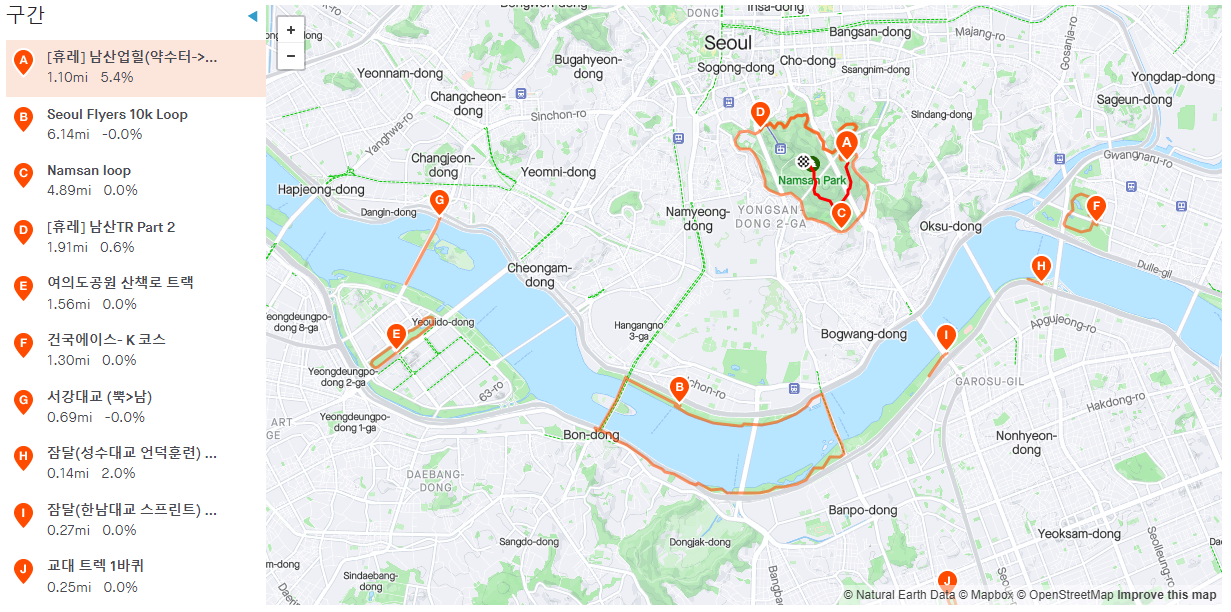 구간
A
[휴레] 남산업힐(약수터->...
1.10mi 5.4%
B
Seoul Flyers 10k Loop
6.14mi -0.0%
C
Namsan loop
4.89mi 0.0%
D
[휴레] 남산TR Part 2
1.91mi 0.6%
E
여의도공원 산책로 트랙
1.56mi 0.0%
F
건국에이스- K 코스
1.30mi 0.0%
G
서강대교 (뿍>남)
0.69mi -0.0%
H
잠달(성수대교 언덕훈련) ...
0.14mi 2.0%
I
잠달(한남대교 스프린트) ...
0.27mi 0.0%
J
교대 트랙 1바퀴
0.25mi 0.0%
+
−
DONG
Insa-dong
Seoul
Bangsan-dong
Majang-ro
Gosanja-ro
Bugahyeon-
dong
Sogong-dong
Cho-dong
Ssangnim-dong
Yeonnam-dong
Yongdap-dong
Changcheon-
dong
Sinchon-ro
Sageun-dong
Sindang-dong
Yanghwa-ro
D
A
Changjeon-
dong
Yeomni-dong
Gwangnaru-ro
Namsan Park
Hapjeong-dong
G
Dangin-dong
Namyeong-
dong
YONGSAN-
DONG 2-GA
C
F
Oksu-dong
Cheongam-
dong
H
Dulle-gil
Yeongdeungpo-
dong 8-ga
Yeouido-dong
E
Hangangno
3-ga
Bogwang-dong
I
Apgujeong-ro
Yeongdeungpo-
dong 2-ga
63-ro
B
Ichon-ro
GAROSU-GIL
Hakdong-ro
Yeongdeungpo-
dong 1-ga
ART
GE
Bon-dong
Nonhyeon-
dong
DAEBANG-
DONG
Banpo-dong
Sangdo-dong
Dongjak-dong
Yeoksam-dong
Seolleung-ro
Sindaebang-
dong
J
© Natural Earth Data © Mapbox © OpenStreetMap Improve this map